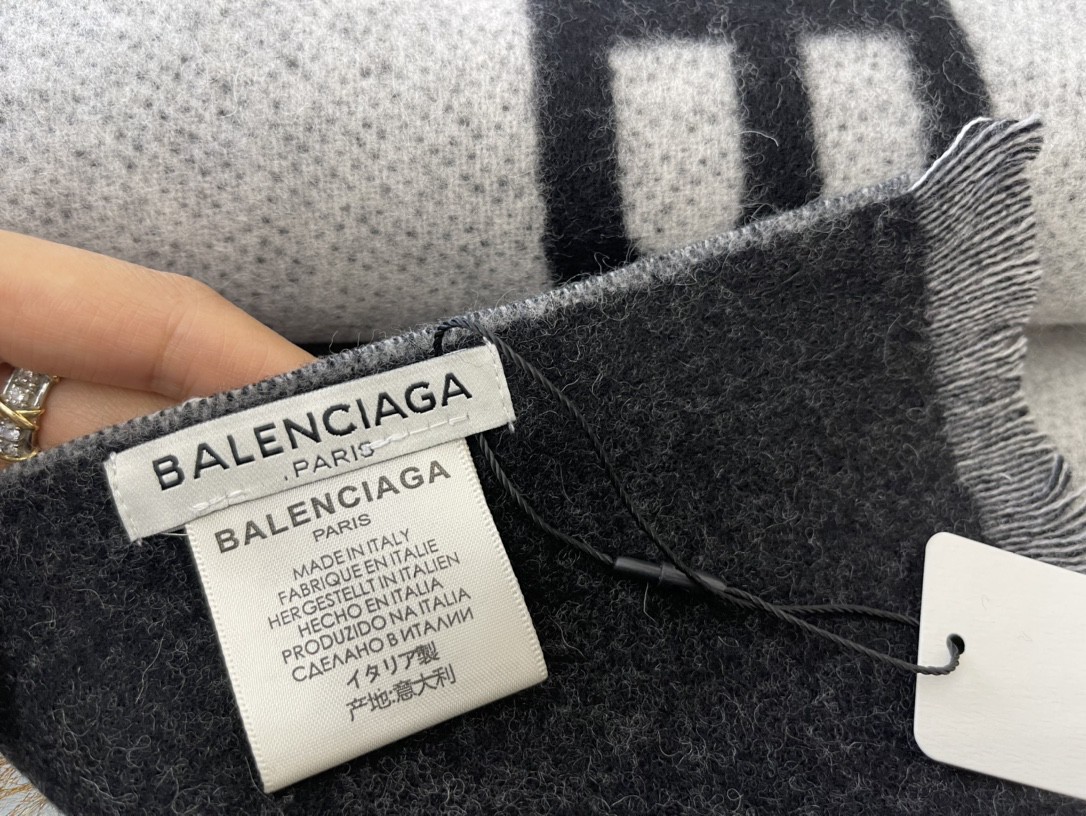 BALENCIAGA
.PARIS
BALENCIAGA
PARIS
MADE IN ITALY
FABRIQUE EN ITALIE
HERGESTELLT IN ITALIEN
HECHO EN ITALIA
PRODUZIDO NA ITALIA
СДЕЛАНО В ИТАЛИИ
イタリア製
产地:意大利